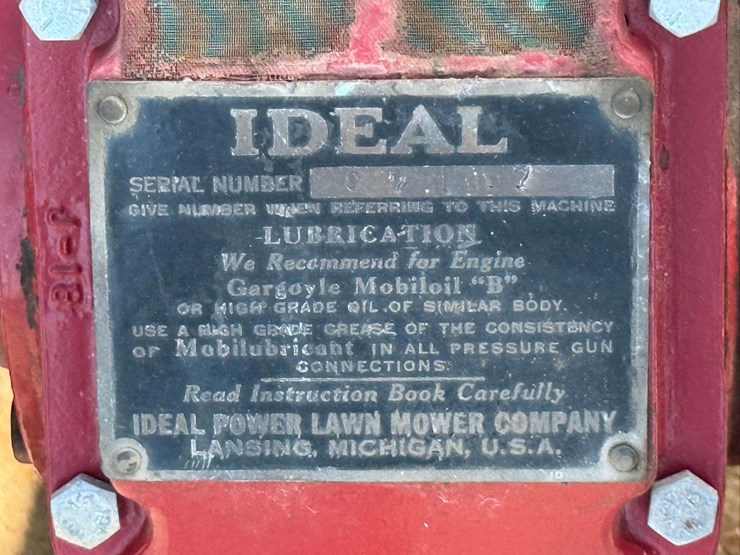 IDEAL
SERIAL NUMBER
GIVE NUMBER WHEN REFERRING TO THIS MACHINE
LUBRICATION
We Recommend for Engine
Gargoyle Mobiloil "B"
OR HIGH GRADE OIL OF SIMILAR BODY.
USE A HIGH GRADE GREASE OF THE CONSISTENCY
OF Mobilubricant IN ALL PRESSURE GUN
CONNECTIONS.
Read Instruction Book Carefully
IDEAL POWER LAWN MOWER COMPANY
LANSING, MICHIGAN, U.S.A.
J-18